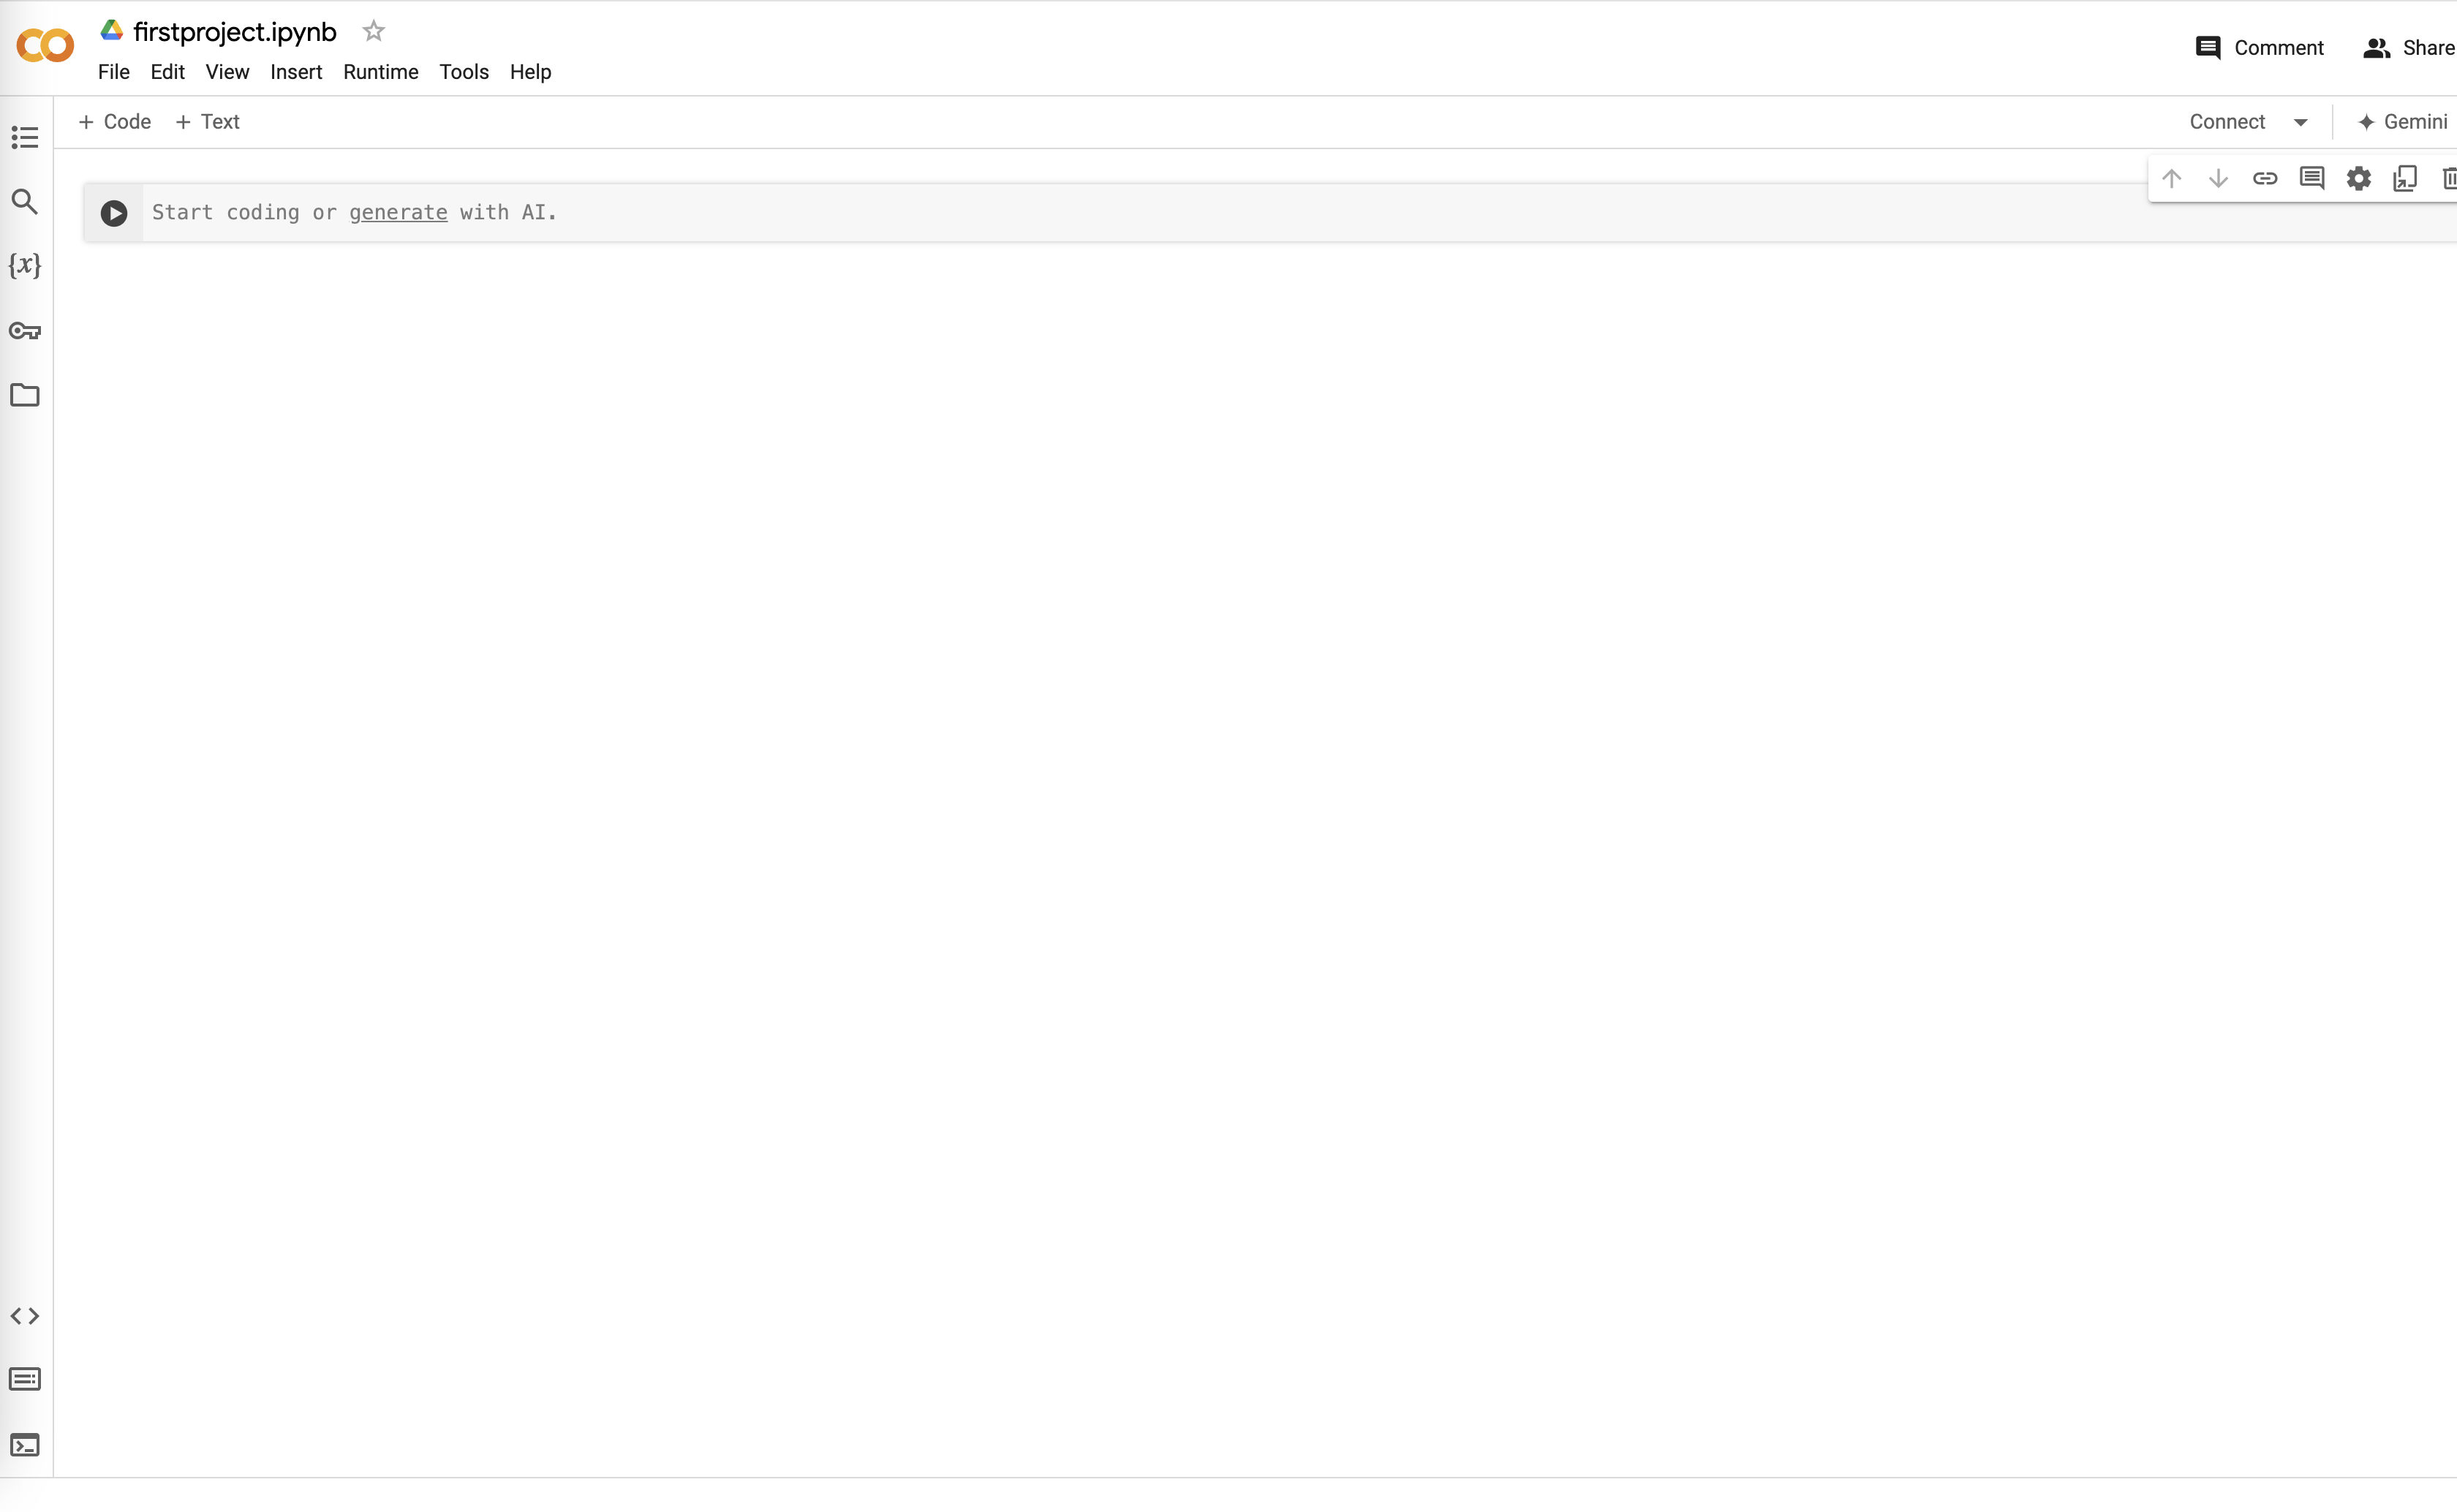 firstproject.ipynb
Comment
Share
File Edit View Insert Runtime Tools Help
+ Code + Text
Connect
Gemini
Start coding or generate with AI.
{x}